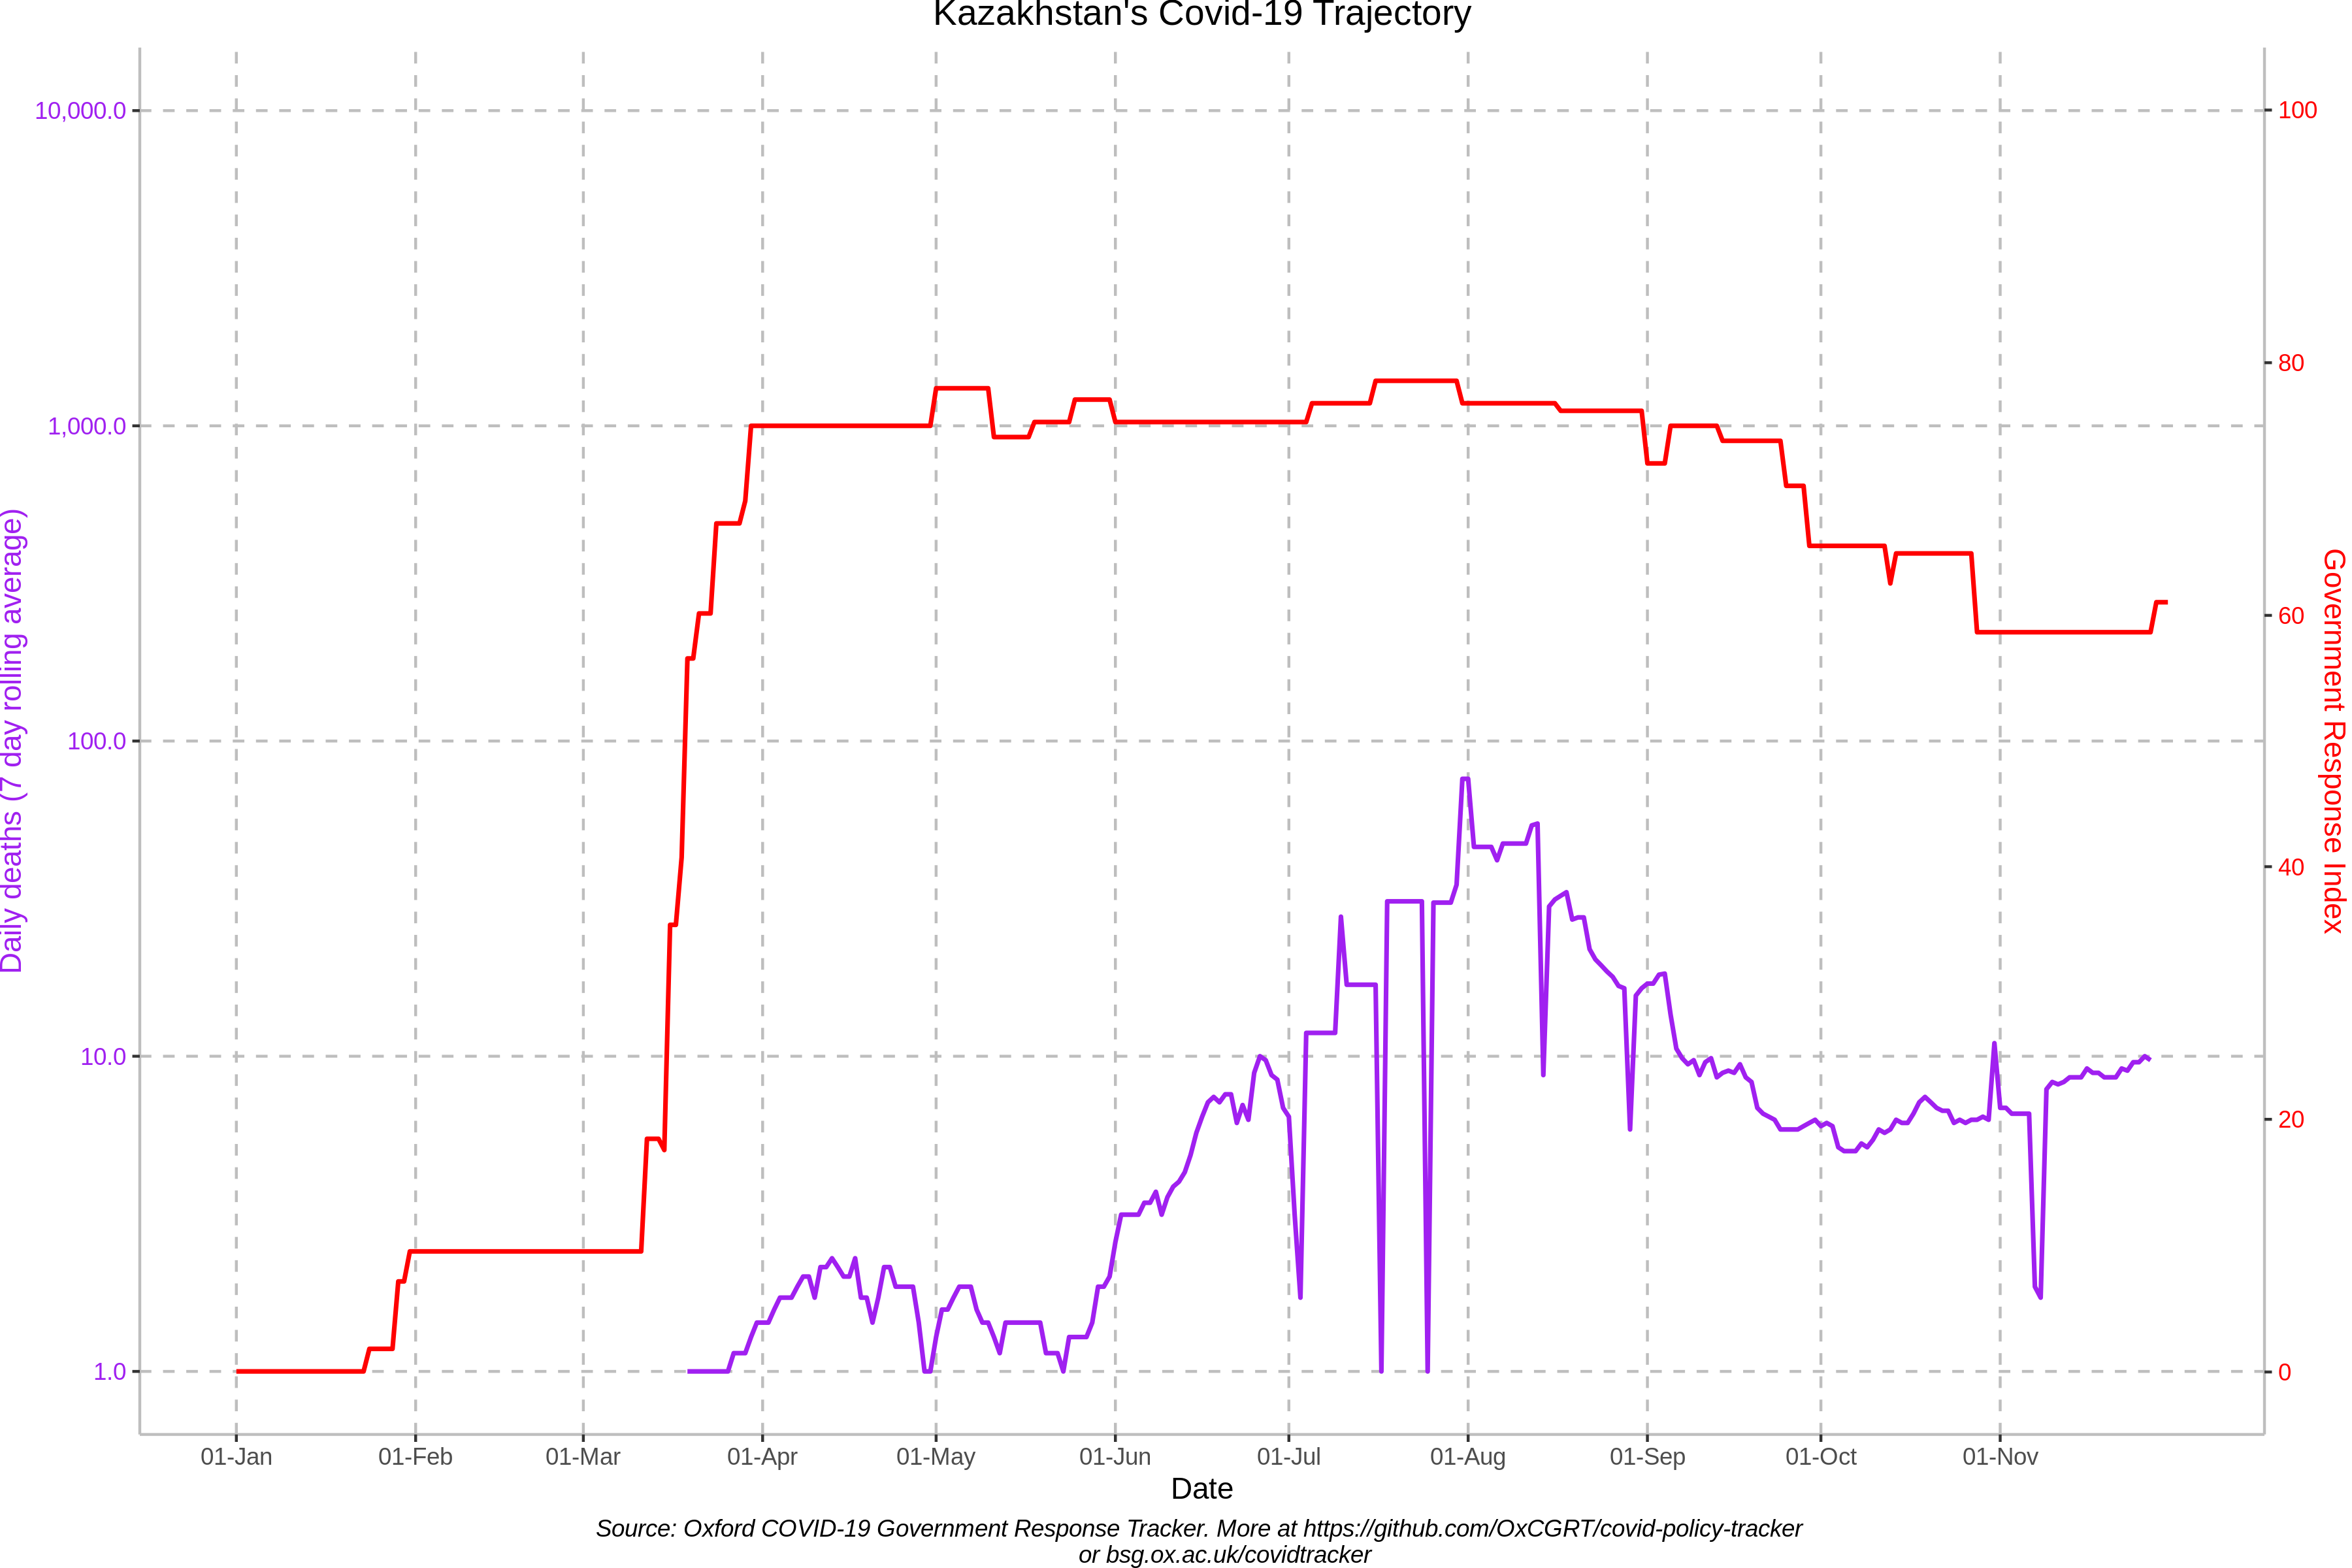 Kazakhstan's Covid-19 Trajectory
10,000.0
1,000.0
100.0
10.0
1.0
Daily deaths (7 day rolling average)
100
80
60
40
20
0
Government Response Index
01-Jan
01-Feb
01-Mar
01-Apr
01-May
01-Jun
01-Jul
01-Aug
01-Sep
01-Oct
01-Nov
Date
Source: Oxford COVID-19 Government Response Tracker. More at https://github.com/OxCGRT/covid-policy-tracker
or bsg.ox.ac.uk/covidtracker